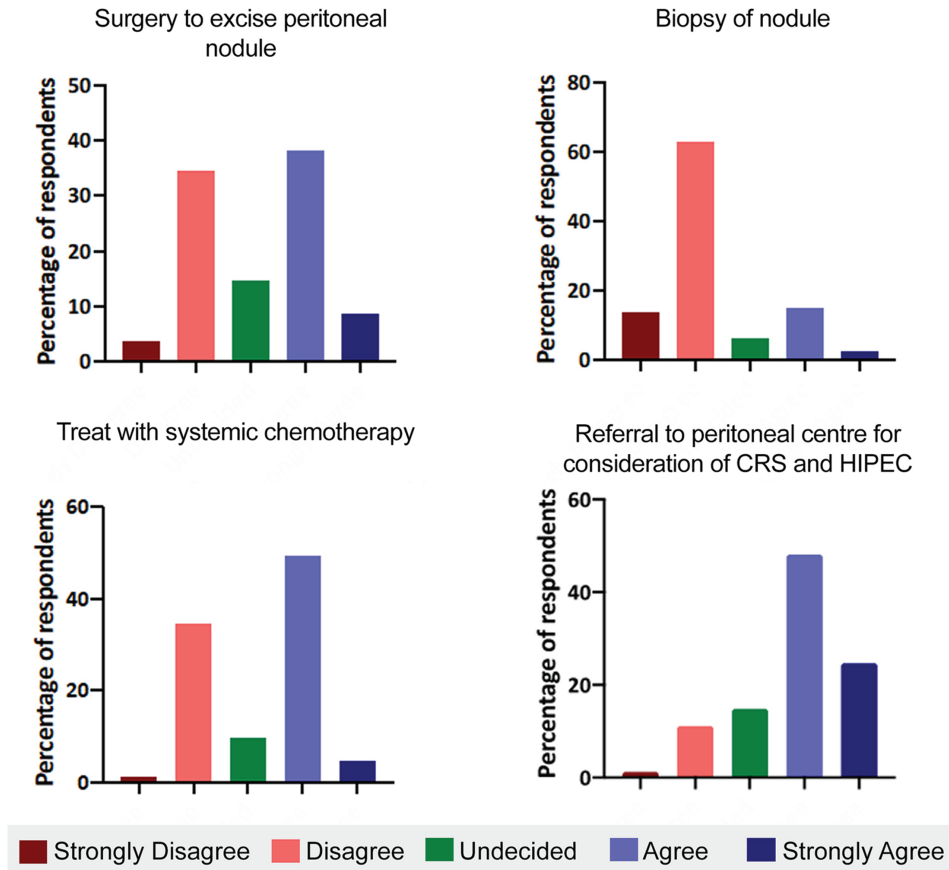 Surgery to excise peritoneal
nodule
Percentage of respondents
50
40
30
20
10
0
Biopsy of nodule
Percentage of respondents
80
60
40
20
0
Treat with systemic chemotherapy
Percentage of respondents
60
40
20
0
Referral to peritoneal centre for
consideration of CRS and HIPEC
Percentage of respondents
60
40
20
0
Strongly Disagree
Disagree
Undecided
Agree
Strongly Agree